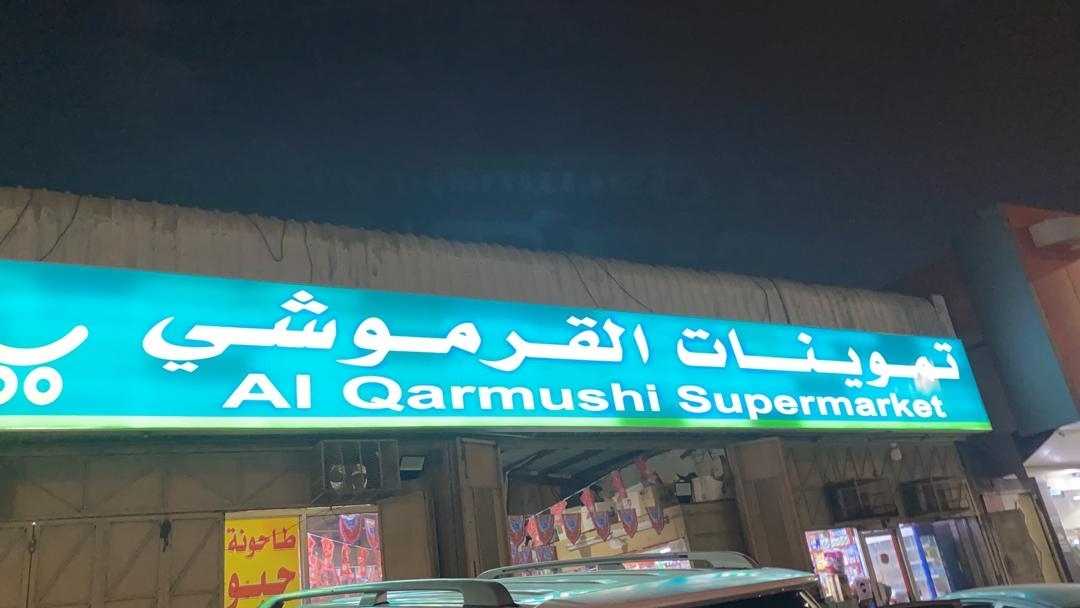 تموينات القرموشي
Al Qarmushi Supermarket
طاحونة